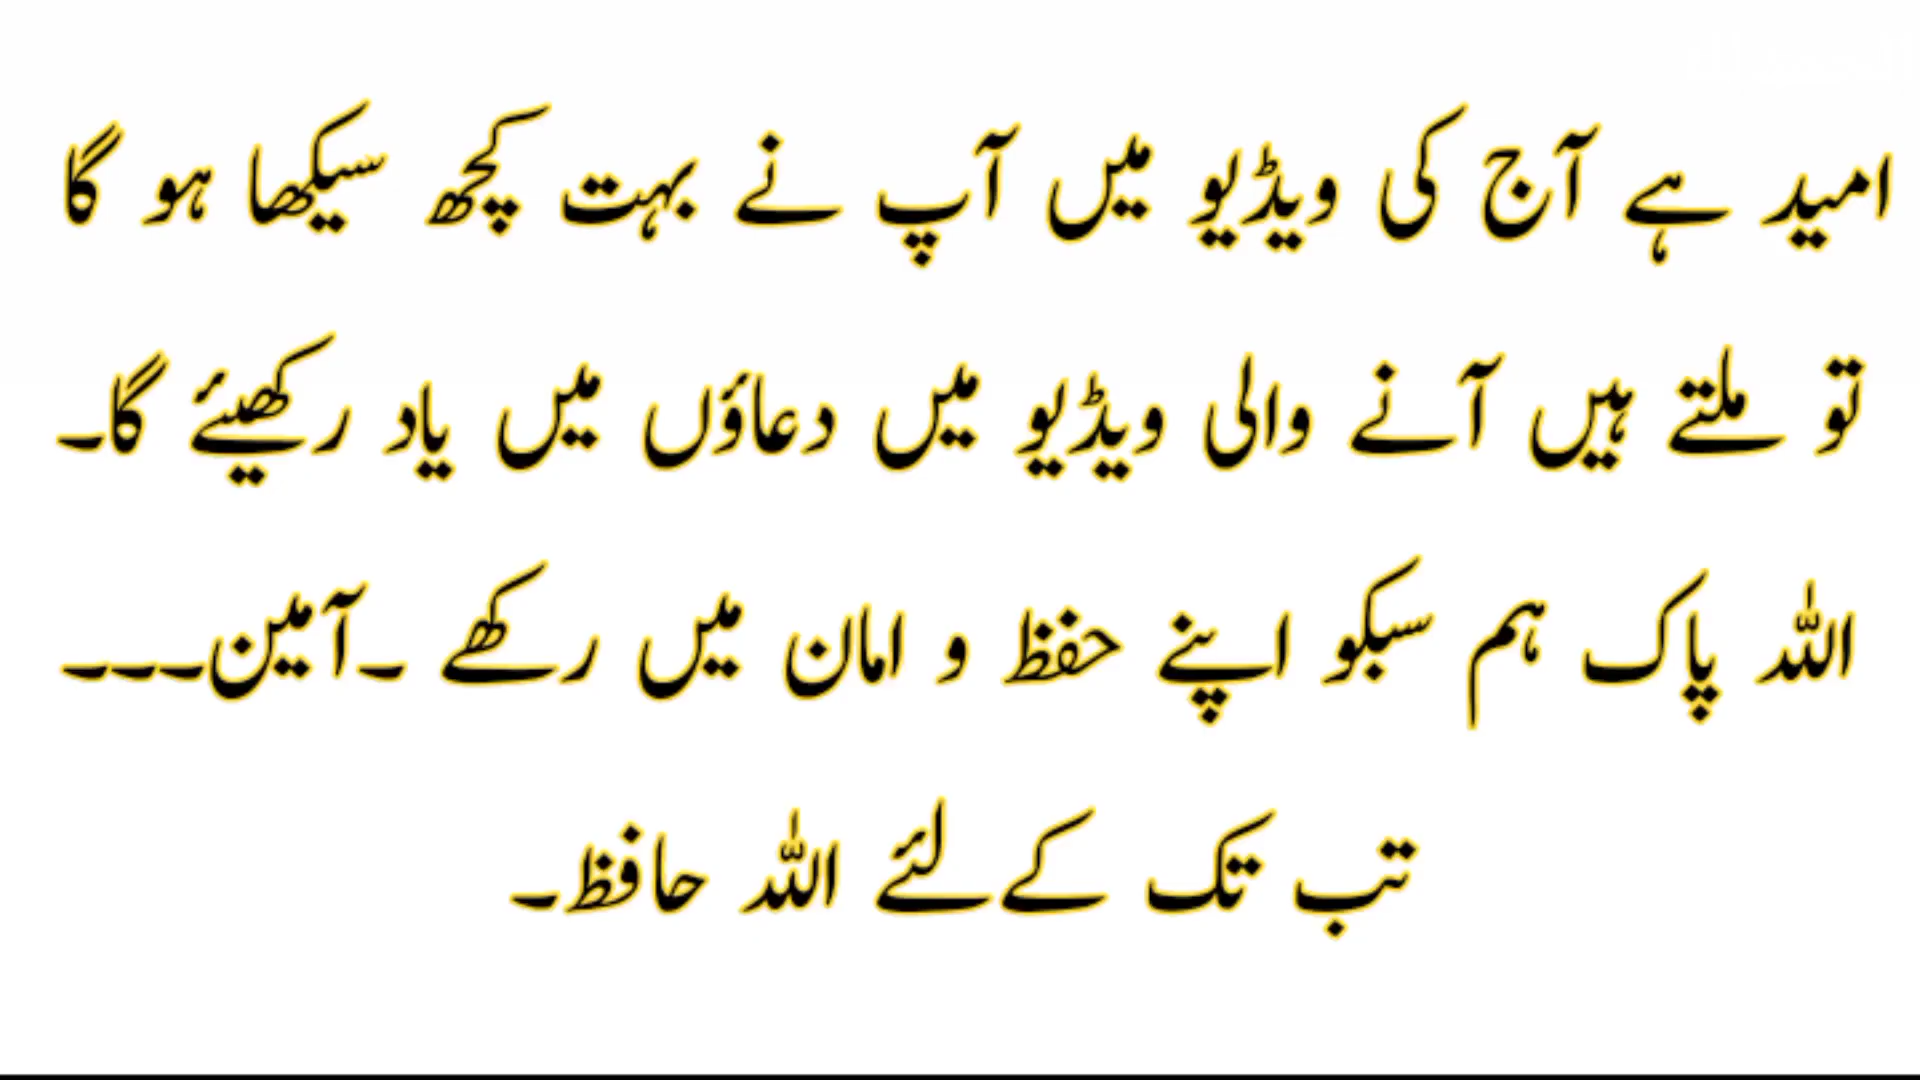 امید ہے آج کی ویڈیو میں آپ نے بہت کچھ سیکھا ہو گا
تو ملتے ہیں آنے والی ویڈیو میں دعاؤں میں یاد رکھیئے گا۔
اللہ پاک ہم سبکو اپنے حفظ و امان میں رکھے ۔آمین۔۔۔
تب تک کےلئے اللہ حافظ۔